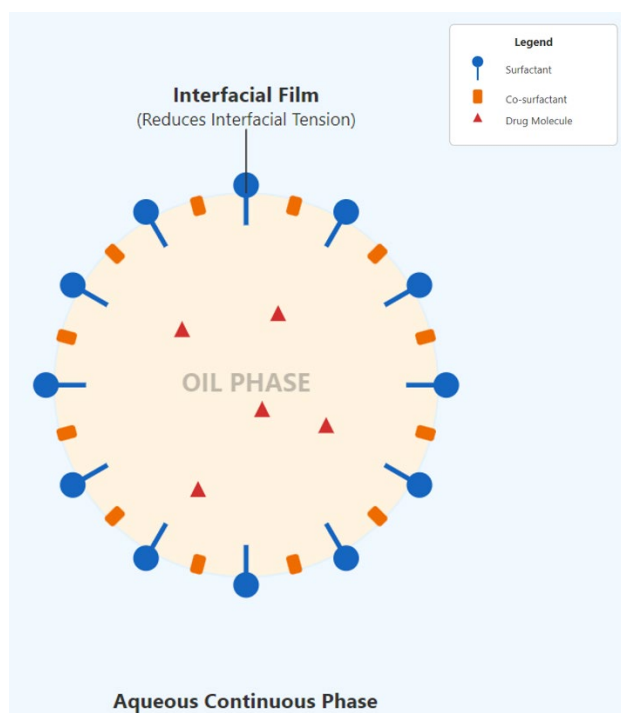 Legend
Surfactant
Co-surfactant
Drug Molecule
Interfacial Film
(Reduces Interfacial Tension)
OIL PHASE
Aqueous Continuous Phase